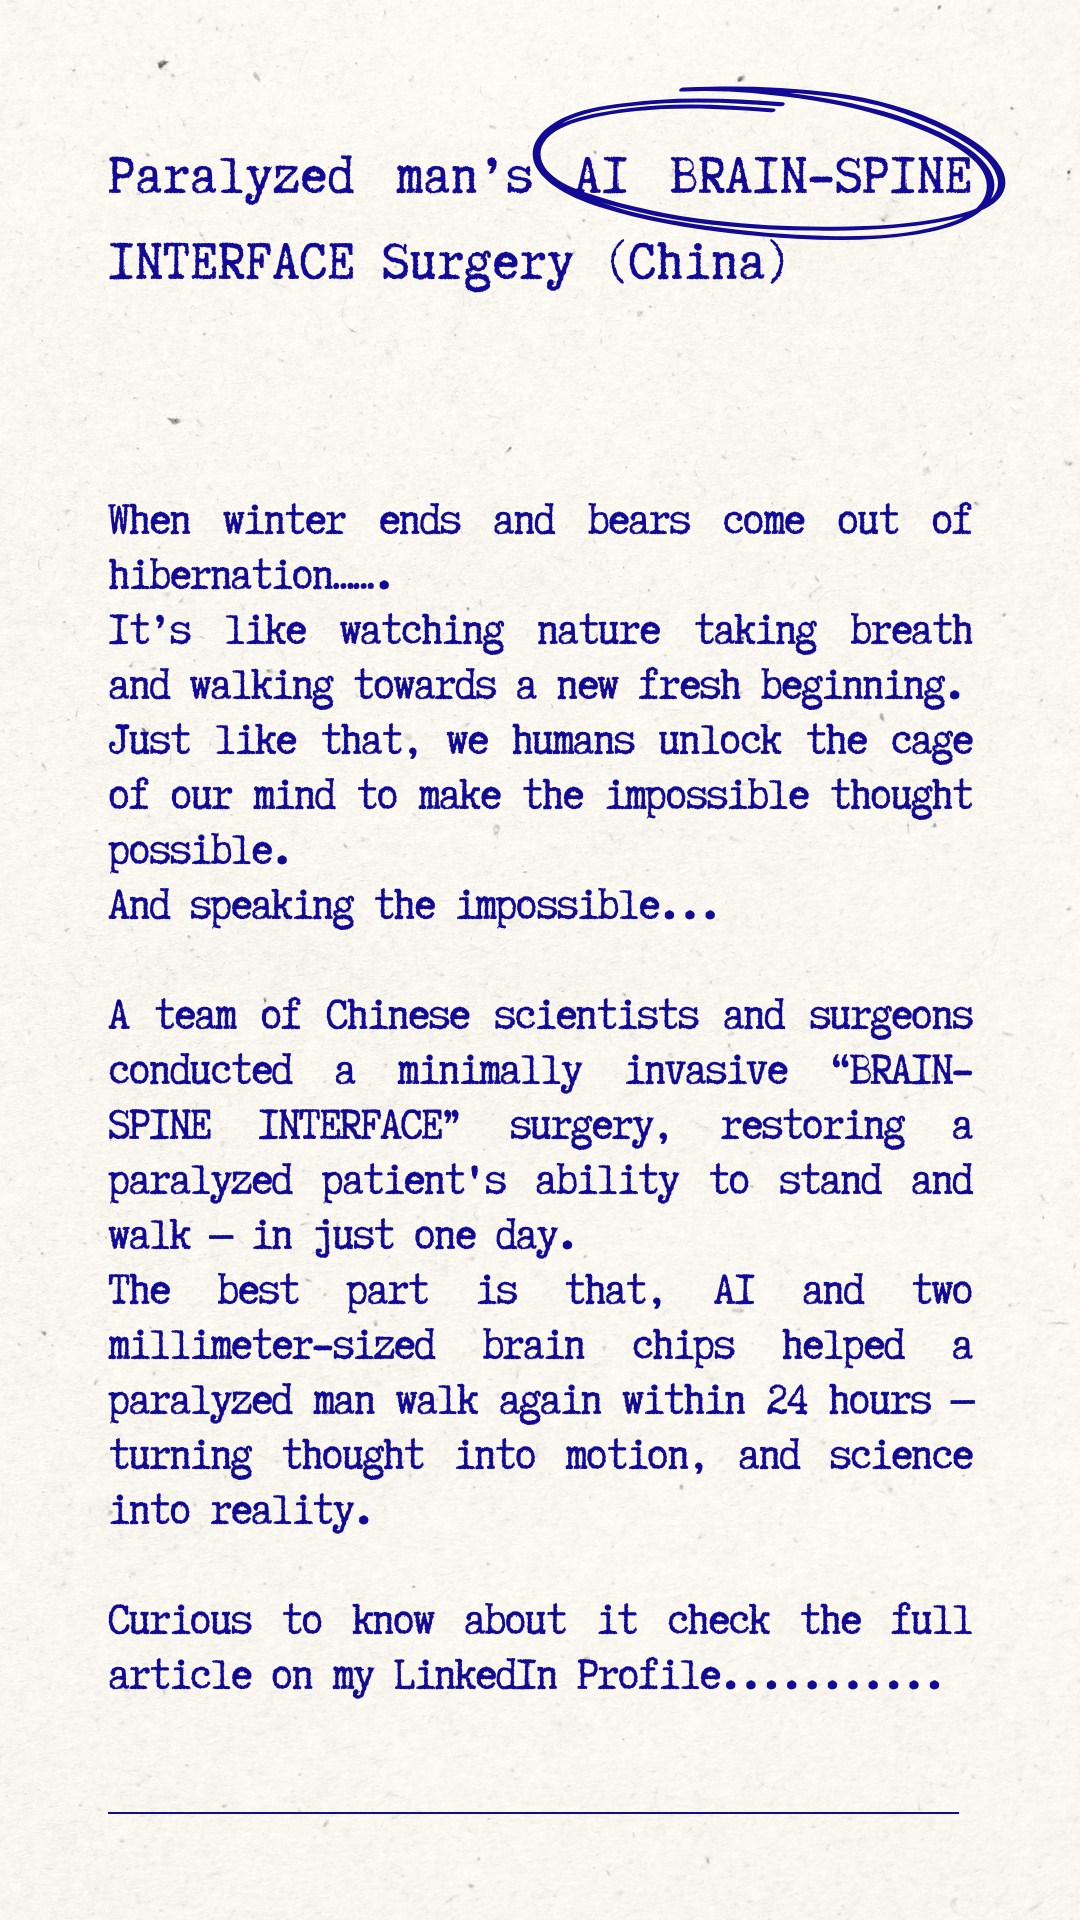 Paralyzed man’s AI BRAIN-SPINE
INTERFACE Surgery (China)
When winter ends and bears come out of
hibernation…….
It’s like watching nature taking breath
and walking towards a new fresh beginning.
Just like that, we humans unlock the cage
of our mind to make the impossible thought
possible.
And speaking the impossible...
A team of Chinese scientists and surgeons
conducted a minimally invasive “BRAIN-
SPINE INTERFACE” surgery, restoring a
paralyzed patient's ability to stand and
walk — in just one day.
The best part is that, AI and two
millimeter-sized brain chips helped a
paralyzed man walk again within 24 hours —
turning thought into motion, and science
into reality.
Curious to know about it check the full
article on my LinkedIn Profile...........